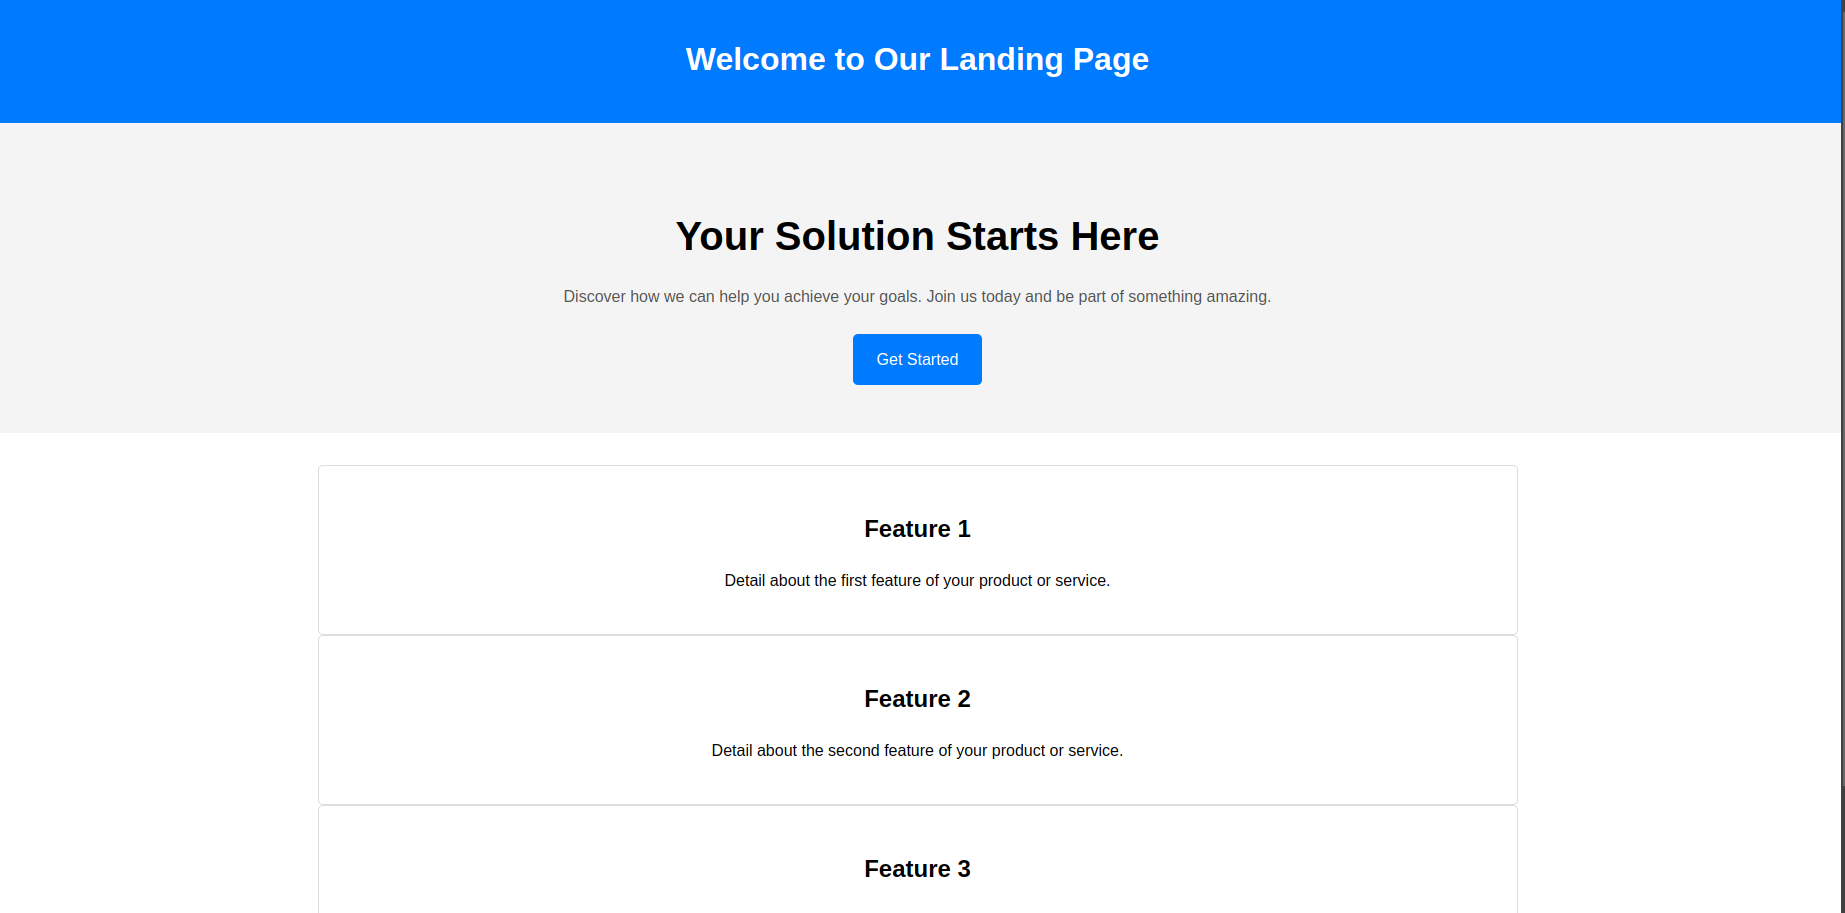 Welcome to Our Landing Page
Your Solution Starts Here
Discover how we can help you achieve your goals. Join us today and be part of something amazing.
Get Started
Feature 1
Detail about the first feature of your product or service.
Feature 2
Detail about the second feature of your product or service.
Feature 3